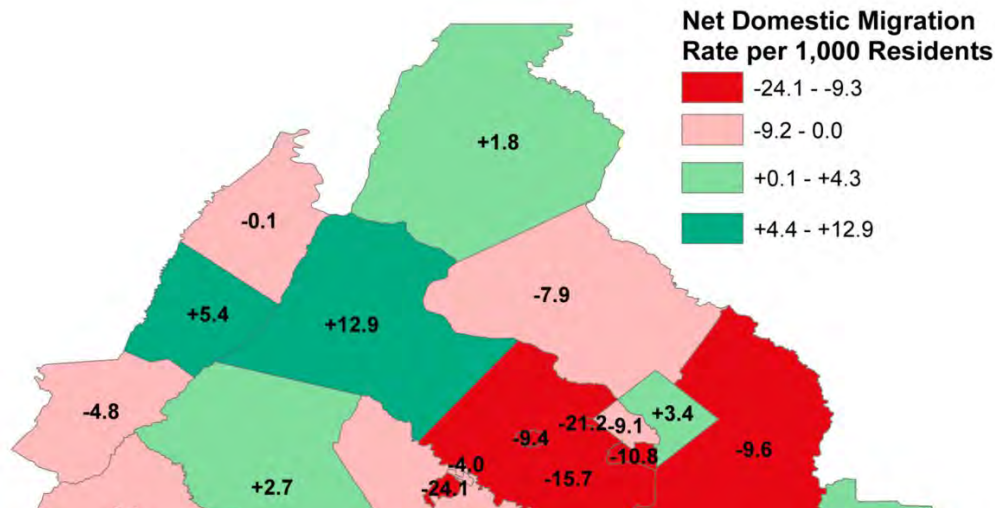 Net Domestic Migration
Rate per 1,000 Residents
-24.1 - -9.3
-9.2 - 0.0
+0.1 - +4.3
+4.4 - +12.9
+1.8
-0.1
-7.9
+5.4
+12.9
-4.8
+3.4
-21.2
-9.1
-9.4
-9.6
-10.8
-4.0
-15.7
+2.7
-24.1